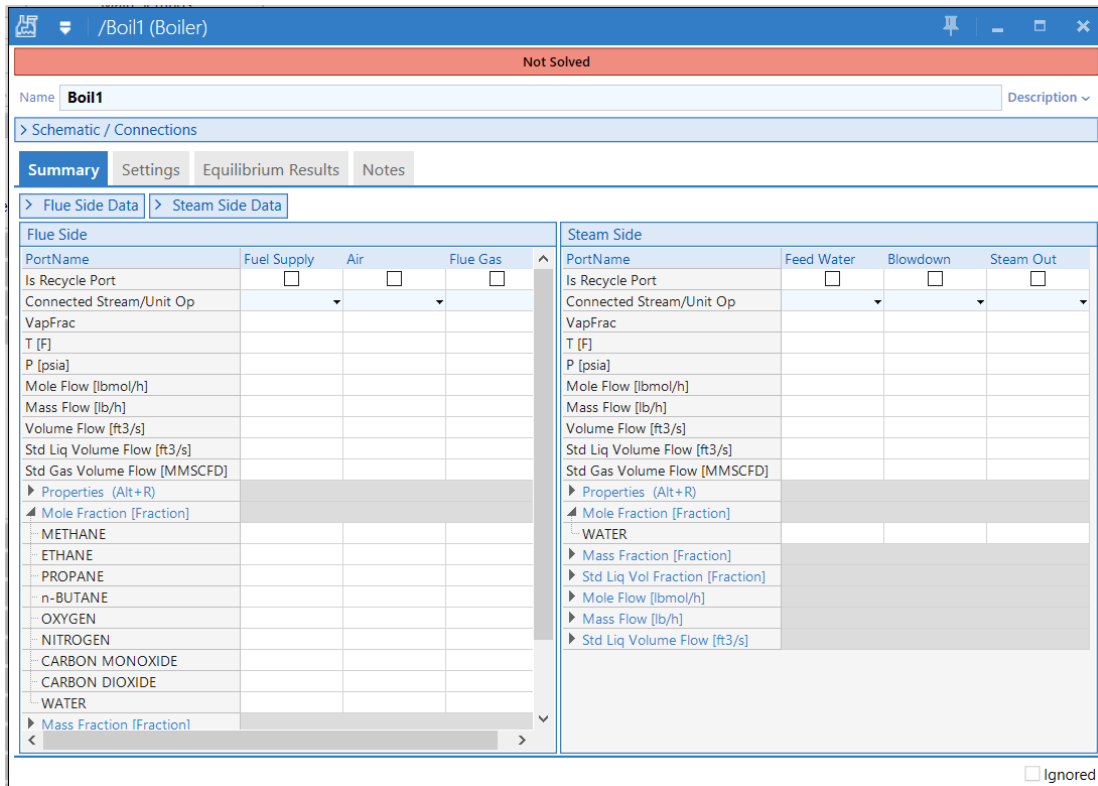 /Boil1 (Boiler)
Not Solved
Name Boil1 Description
Schematic / Connections
Summary Settings Equilibrium Results Notes
Flue Side Data Steam Side Data
Flue Side
PortName Fuel Supply Air Flue Gas
Is Recycle Port
Connected Stream/Unit Op
VapFrac
T [F]
P [psia]
Mole Flow [lbmol/h]
Mass Flow [lb/h]
Volume Flow [ft3/s]
Std Liq Volume Flow [ft3/s]
Std Gas Volume Flow [MMSCFD]
Properties (Alt+R)
Mole Fraction [Fraction]
METHANE
ETHANE
PROPANE
n-BUTANE
OXYGEN
NITROGEN
CARBON MONOXIDE
CARBON DIOXIDE
WATER
Mass Fraction [Fraction]
Steam Side
PortName Feed Water Blowdown Steam Out
Is Recycle Port
Connected Stream/Unit Op
VapFrac
T [F]
P [psia]
Mole Flow [lbmol/h]
Mass Flow [lb/h]
Volume Flow [ft3/s]
Std Liq Volume Flow [ft3/s]
Std Gas Volume Flow [MMSCFD]
Properties (Alt+R)
Mole Fraction [Fraction]
WATER
Mass Fraction [Fraction]
Std Liq Vol Fraction [Fraction]
Mole Flow [lbmol/h]
Mass Flow [lb/h]
Std Liq Volume Flow [ft3/s]
Ignored